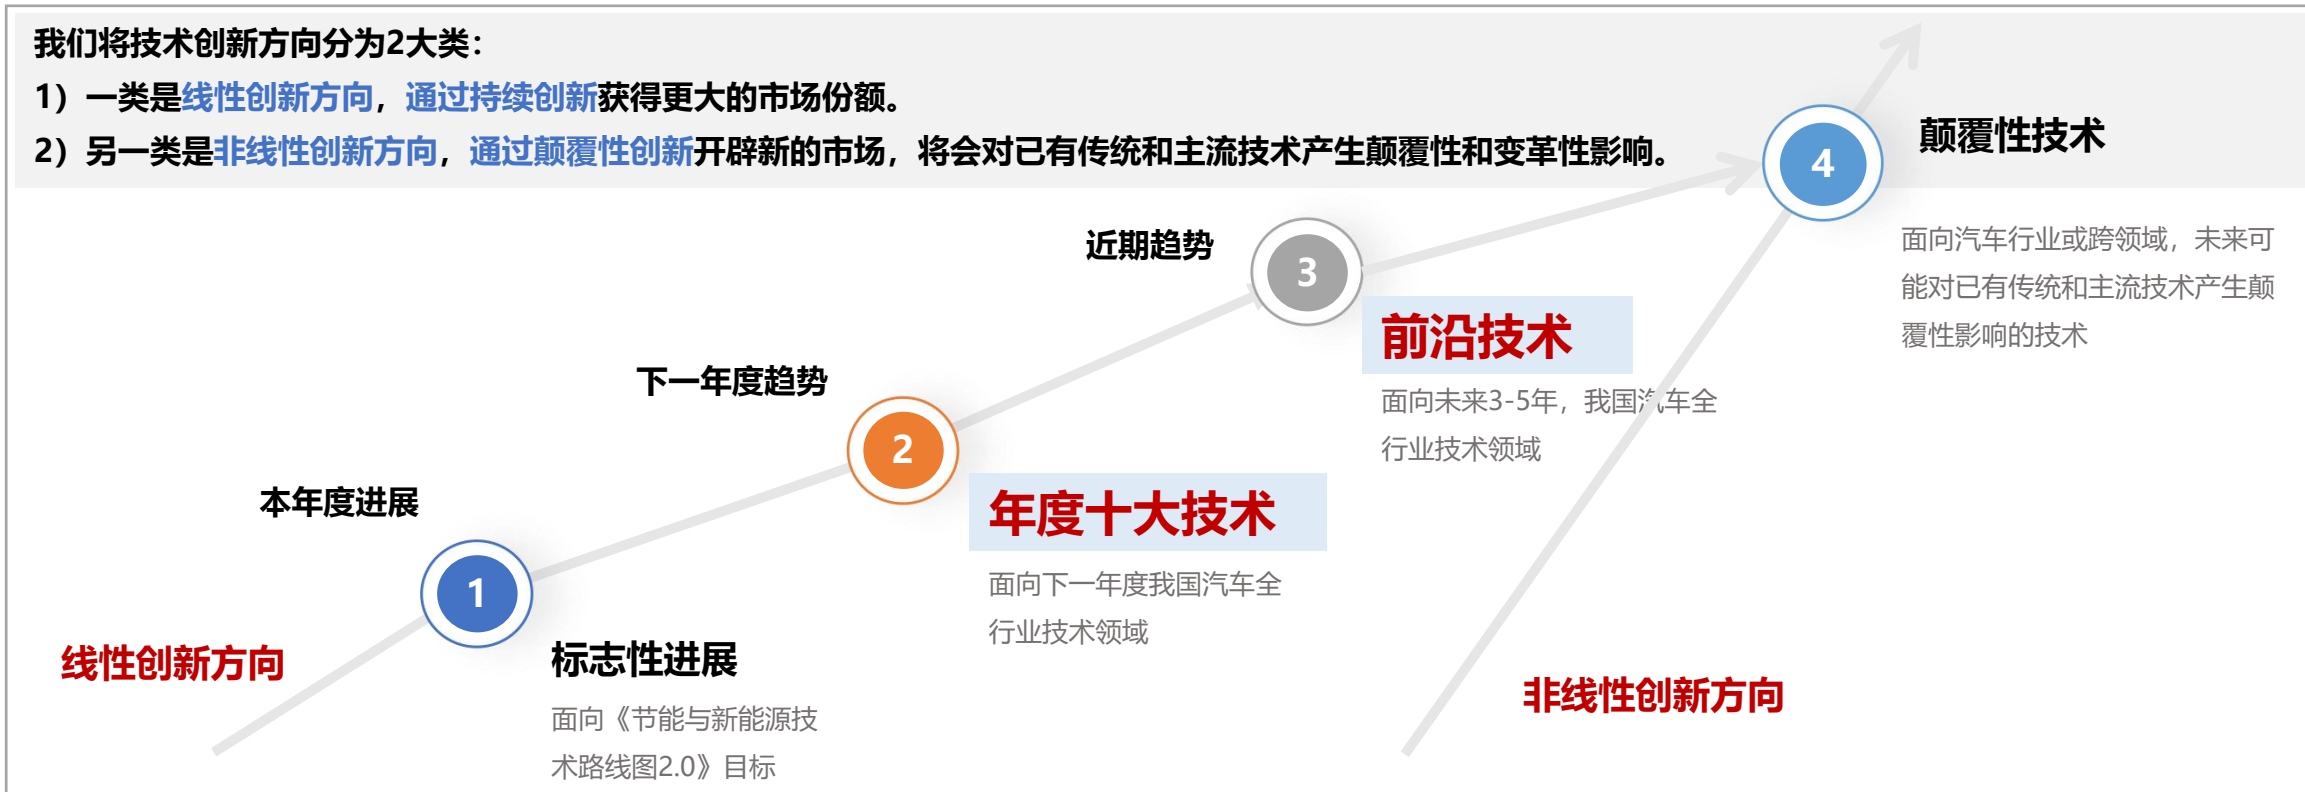 我们将技术创新方向分为2大类：
1）一类是线性创新方向，通过持续创新获得更大的市场份额。
2）另一类是非线性创新方向，通过颠覆性创新开辟新的市场，将会对已有传统和主流技术产生颠覆性和变革性影响。
4
颠覆性技术
面向汽车行业或跨领域，未来可
能对已有传统和主流技术产生颠
覆性影响的技术
近期趋势
3
前沿技术
面向未来3-5年，我国汽车全
行业技术领域
下一年度趋势
2
年度十大技术
面向下一年度我国汽车全
行业技术领域
本年度进展
1
标志性进展
面向《节能与新能源技
术路线图2.0》目标
线性创新方向
非线性创新方向